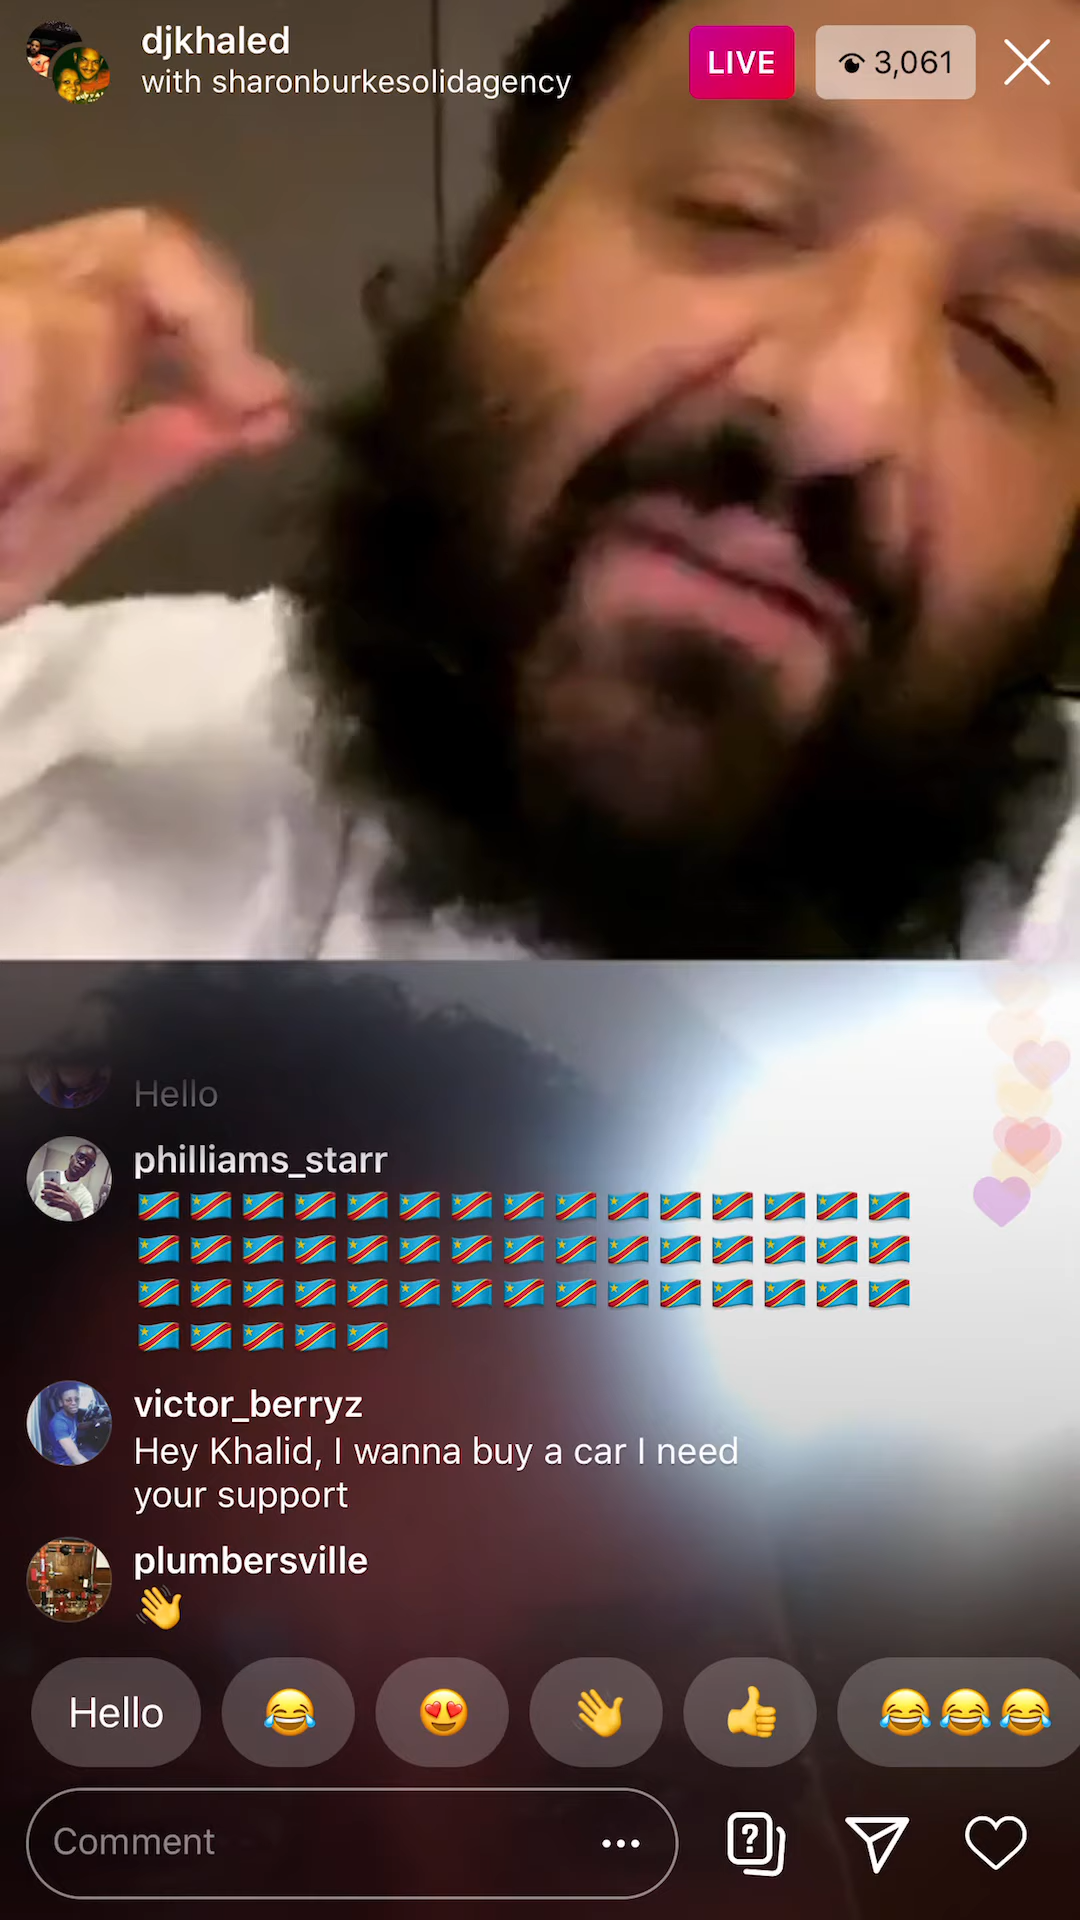 djkhaled
with sharonburkesolidagency
LIVE
3,061
Hello
philliams_starr
🇨🇩🇨🇩🇨🇩🇨🇩🇨🇩🇨🇩🇨🇩🇨🇩🇨🇩🇨🇩🇨🇩🇨🇩🇨🇩🇨🇩🇨🇩
🇨🇩🇨🇩🇨🇩🇨🇩🇨🇩🇨🇩🇨🇩🇨🇩🇨🇩🇨🇩🇨🇩🇨🇩🇨🇩🇨🇩🇨🇩
🇨🇩🇨🇩🇨🇩🇨🇩🇨🇩🇨🇩🇨🇩🇨🇩🇨🇩🇨🇩🇨🇩🇨🇩🇨🇩🇨🇩🇨🇩
🇨🇩🇨🇩🇨🇩🇨🇩🇨🇩
victor_berryz
Hey Khalid, I wanna buy a car I need
your support
plumbersville
👋
Hello 😂 😍 👋 👍 😂😂😂
Comment ...